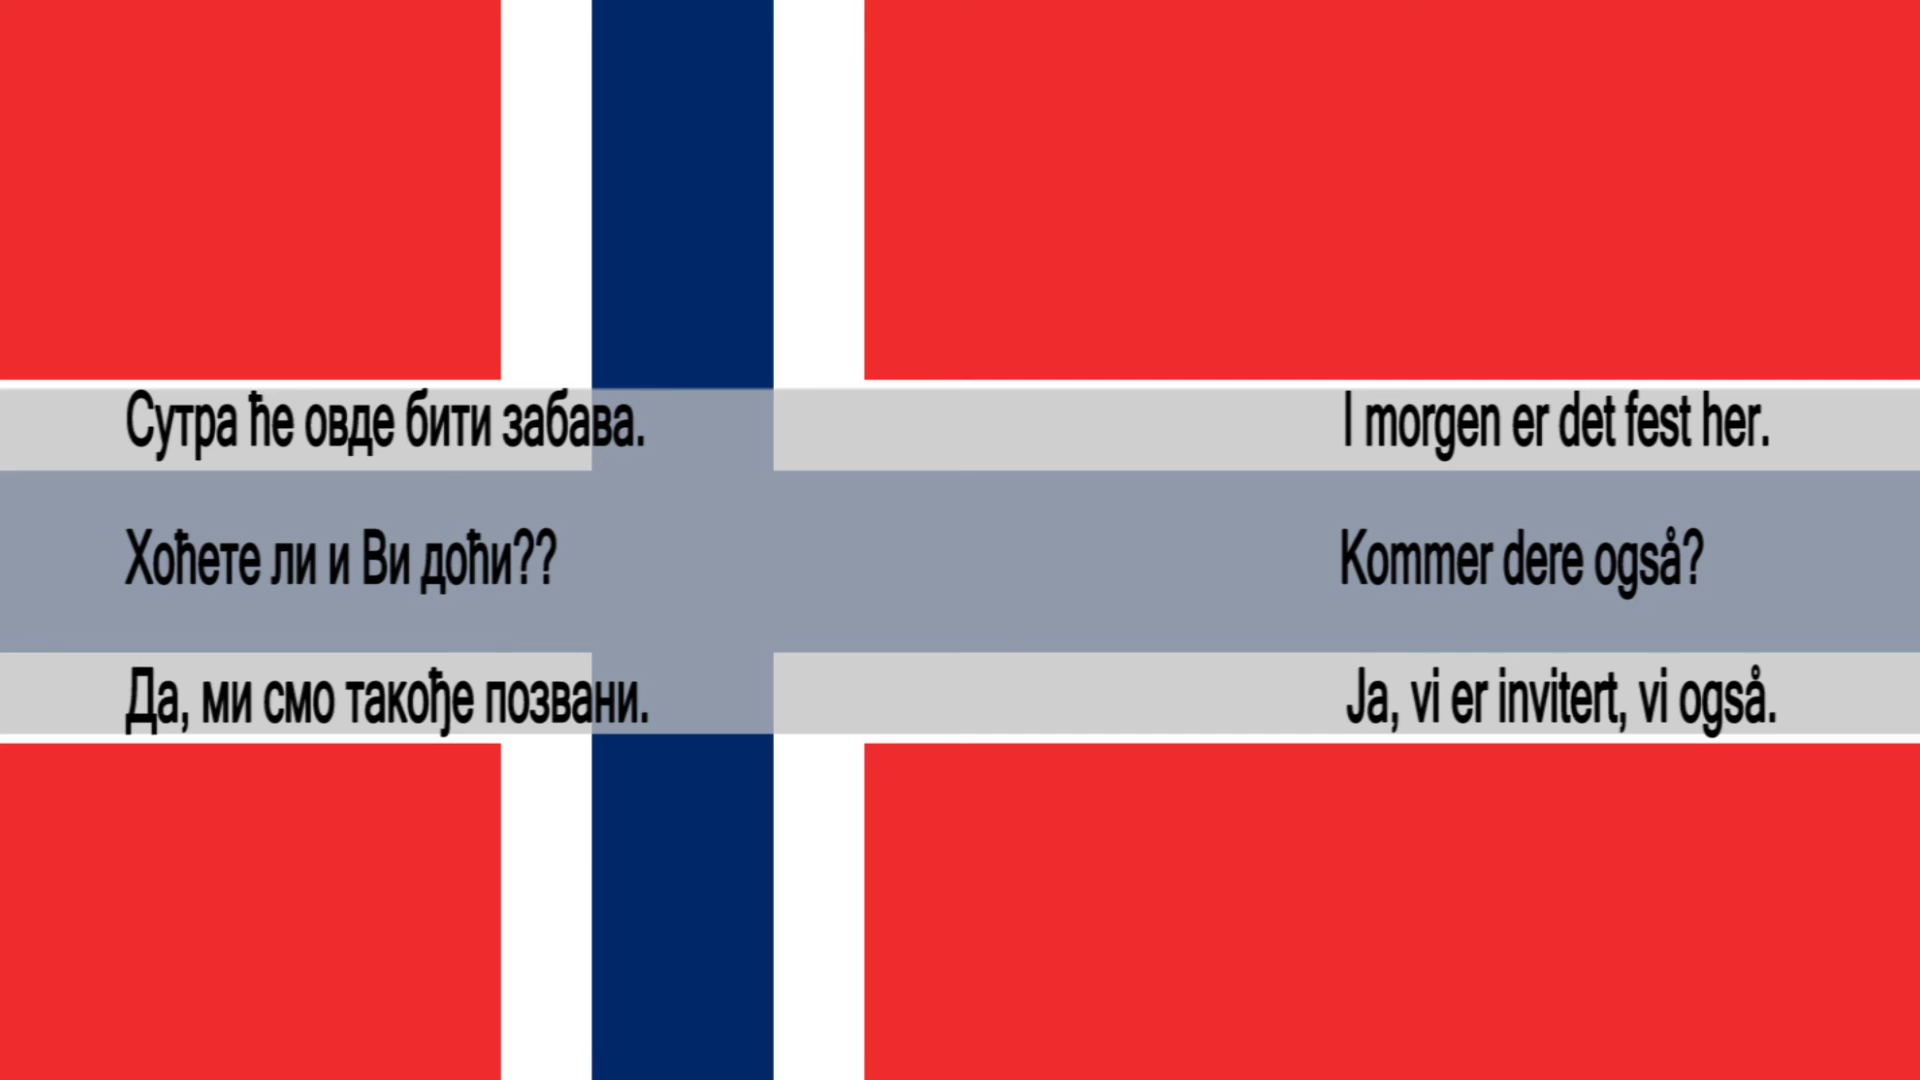 Сутра ће овде бити забава.
I morgen er det fest her.
Хоћете ли и Ви доћи??
Kommer dere også?
Да, ми смо такође позвани.
Ja, vi er invitert, vi også.